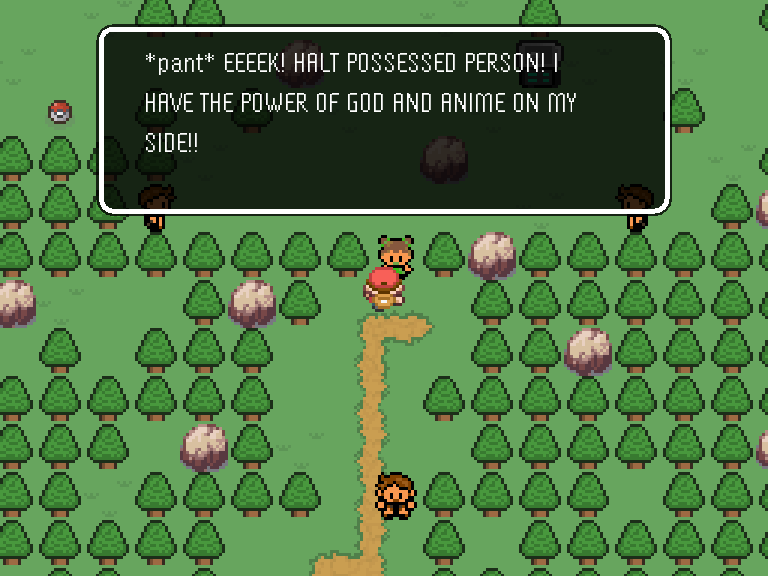 *pant* EEEEK! HALT POSSESSED PERSON! I
HAVE THE POWER OF GOD AND ANIME ON MY
SIDE!!